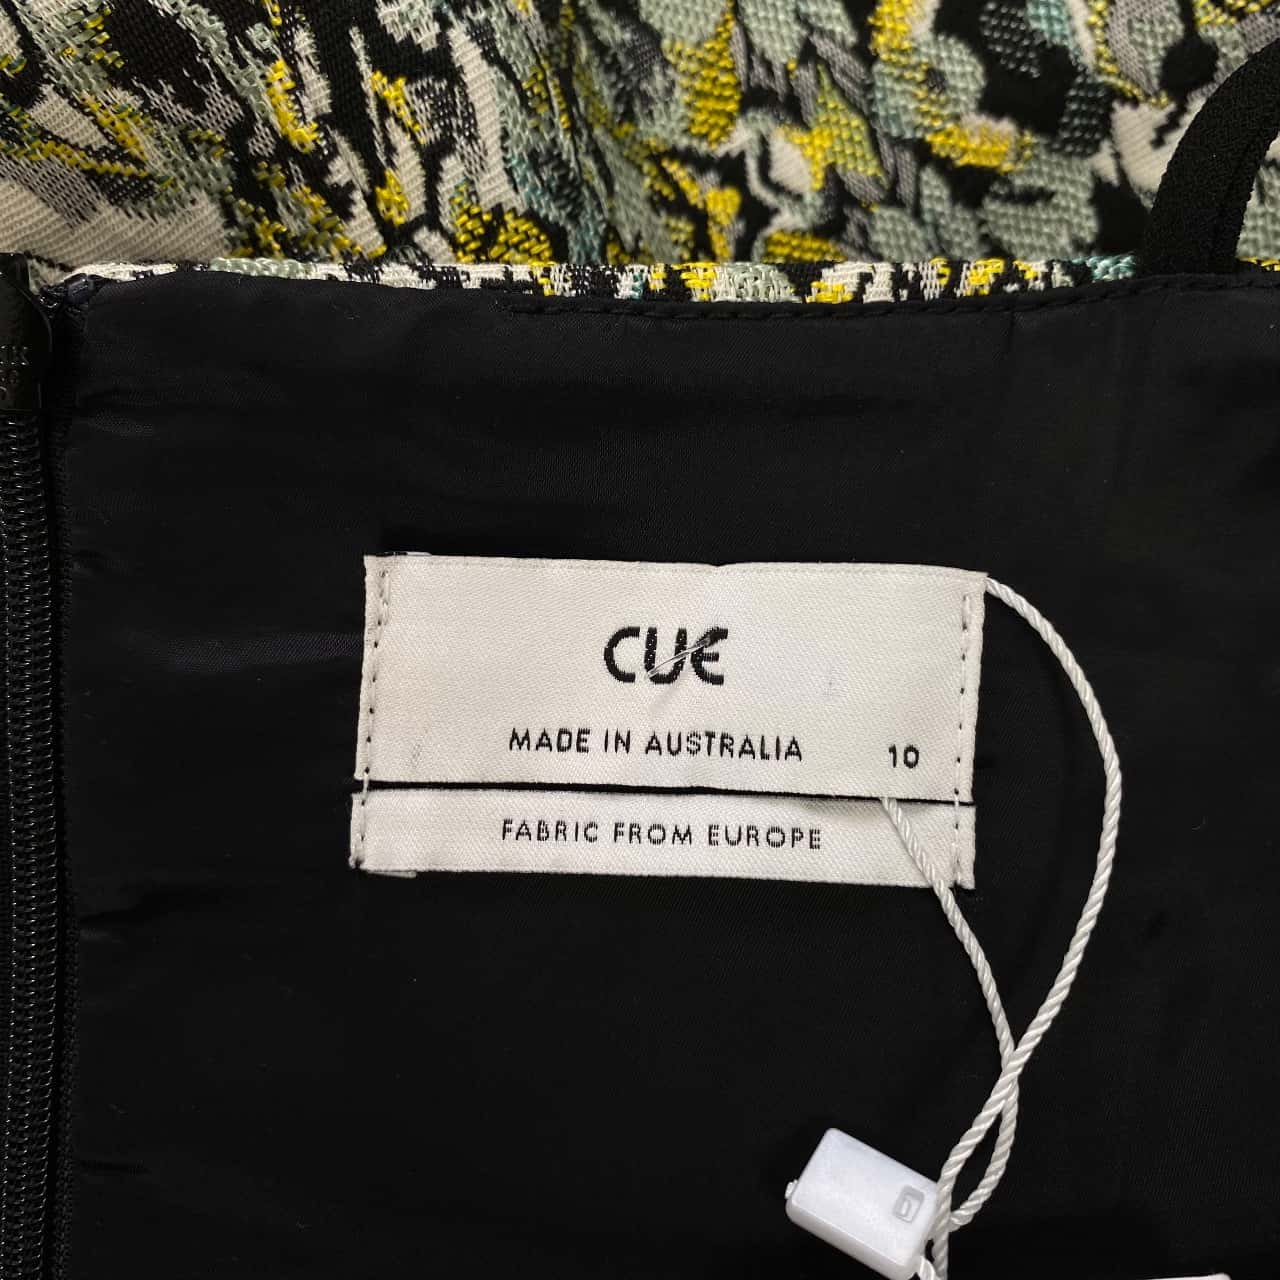 CUE
MADE IN AUSTRALIA 10
FABRIC FROM EUROPE